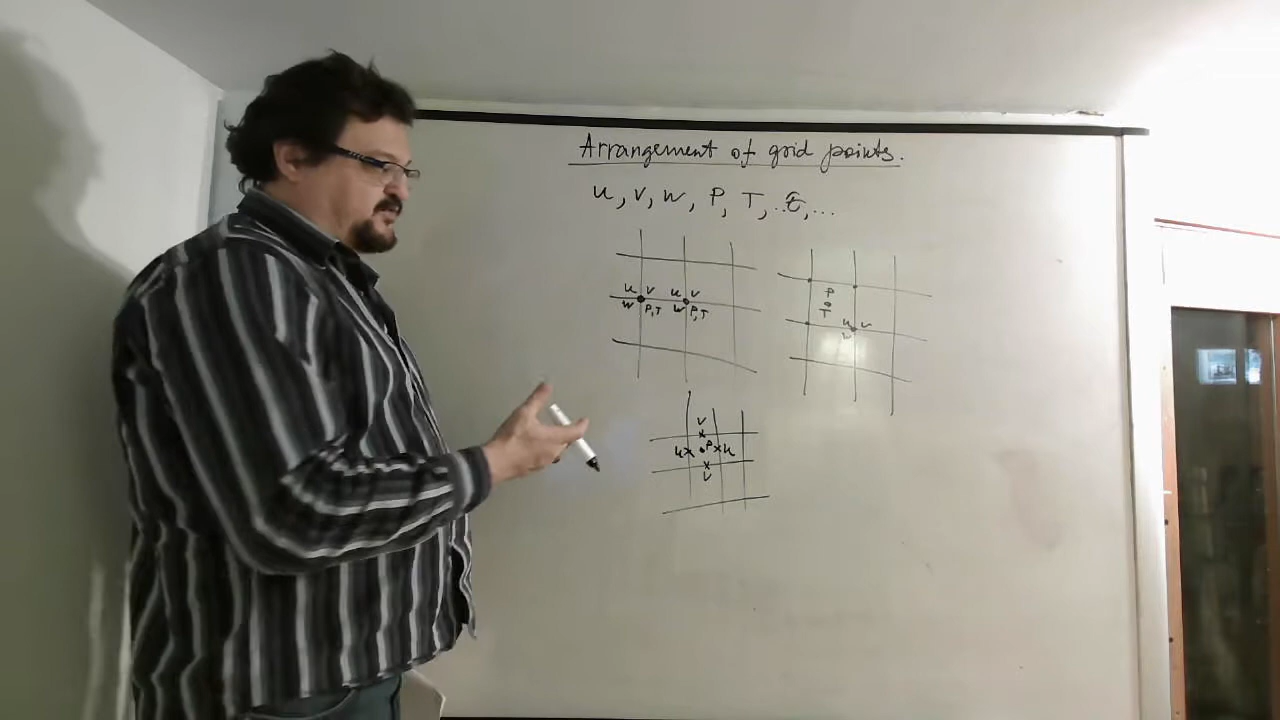 Arrangement of grid points.
u, v, w, P, T, ...
u v u v
w P,T w P,T
P
T
u v
w
v
u P u
v